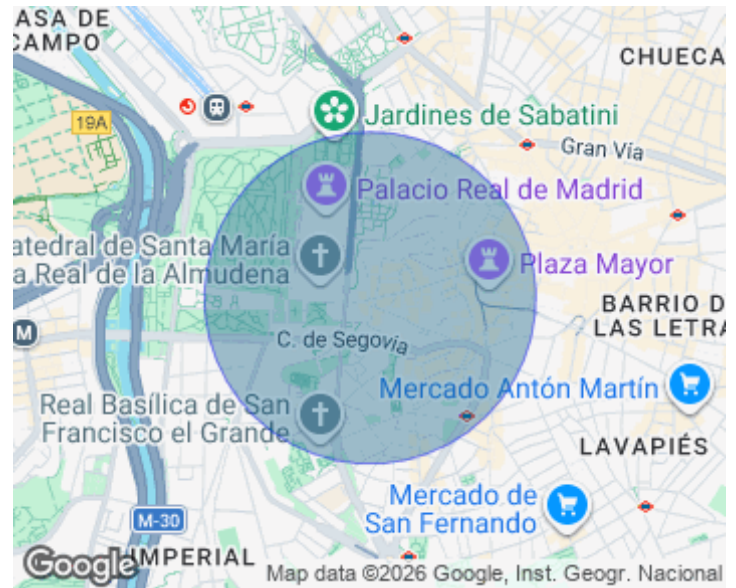 ASA DE
CAMPO
CHUECA
19A
Jardines de Sabatini
Gran Vía
Palacio Real de Madrid
atedral de Santa María
a Real de la Almudena
Plaza Mayor
BARRIO D
LAS LETRA
M
C. de Segovia
Mercado Antón Martín
Real Basílica de San
Francisco el Grande
LAVAPIÉS
Mercado de
San Fernando
M-30
Google
IMPERIAL
Map data ©2026 Google, Inst. Geogr. Nacional